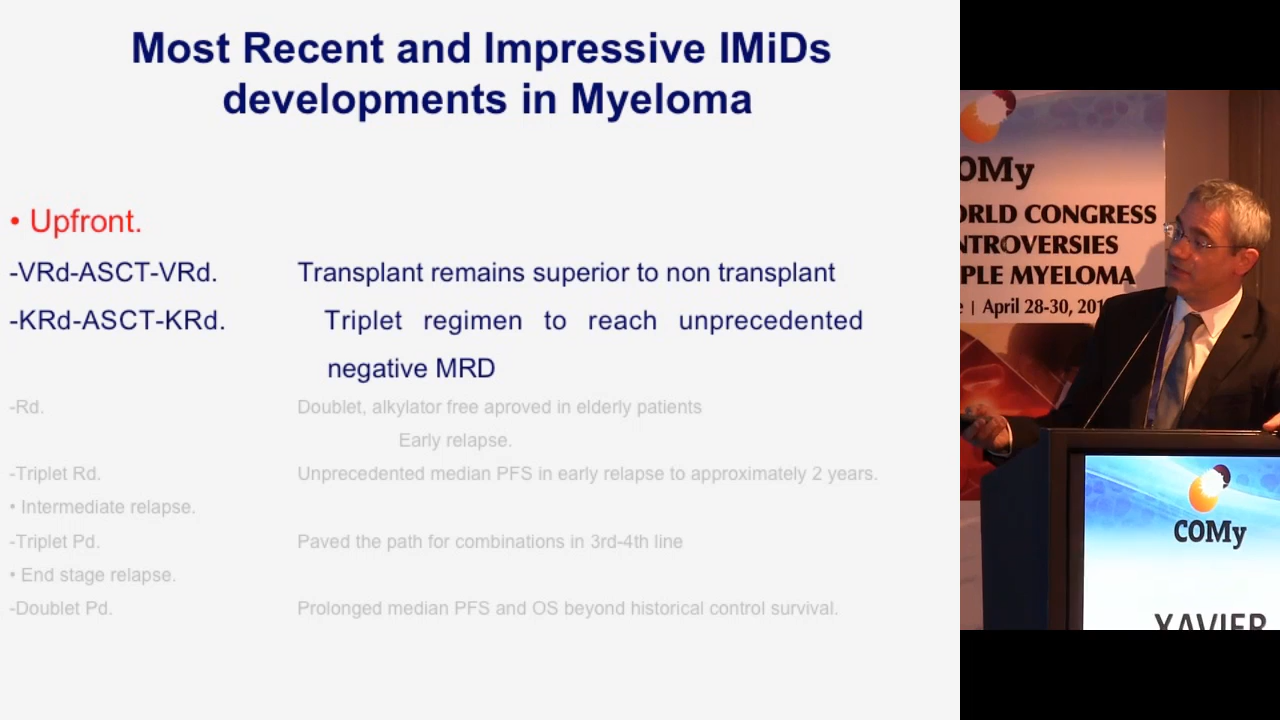 Most Recent and Impressive IMiDs
developments in Myeloma
• Upfront.
-VRd-ASCT-VRd. Transplant remains superior to non transplant
-KRd-ASCT-KRd. Triplet regimen to reach unprecedented
negative MRD
-Rd. Doublet, alkylator free aproved in elderly patients
Early relapse.
-Triplet Rd. Unprecedented median PFS in early relapse to approximately 2 years.
• Intermediate relapse.
-Triplet Pd. Paved the path for combinations in 3rd-4th line
• End stage relapse.
-Doublet Pd. Prolonged median PFS and OS beyond historical control survival.
OMy
ORLD CONGRESS
NTROVERSIES
PLE MYELOMA
e | April 28-30, 201
COMy
XAVIER